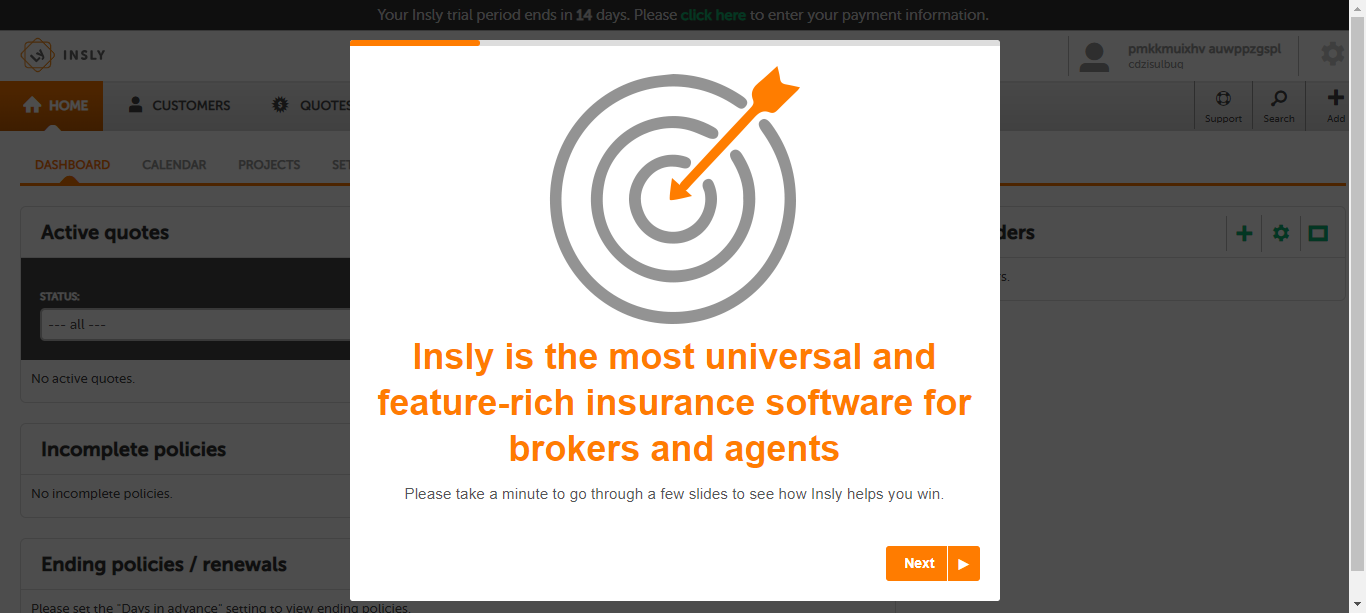 Your Insly trial period ends in 14 days. Please click here to enter your payment information.
INSLY
pmkkmuixhv auwppzgspl
cdzisulbuq
HOME
CUSTOMERS
QUOTES
Support
Search
Add
DASHBOARD
CALENDAR
PROJECTS
Active quotes
STATUS:
--- all ---
No active quotes.
Incomplete policies
No incomplete policies.
Ending policies / renewals
Please set the "Days in advance" setting to view ending policies.
Insly is the most universal and
feature-rich insurance software for
brokers and agents
Please take a minute to go through a few slides to see how Insly helps you win.
Next